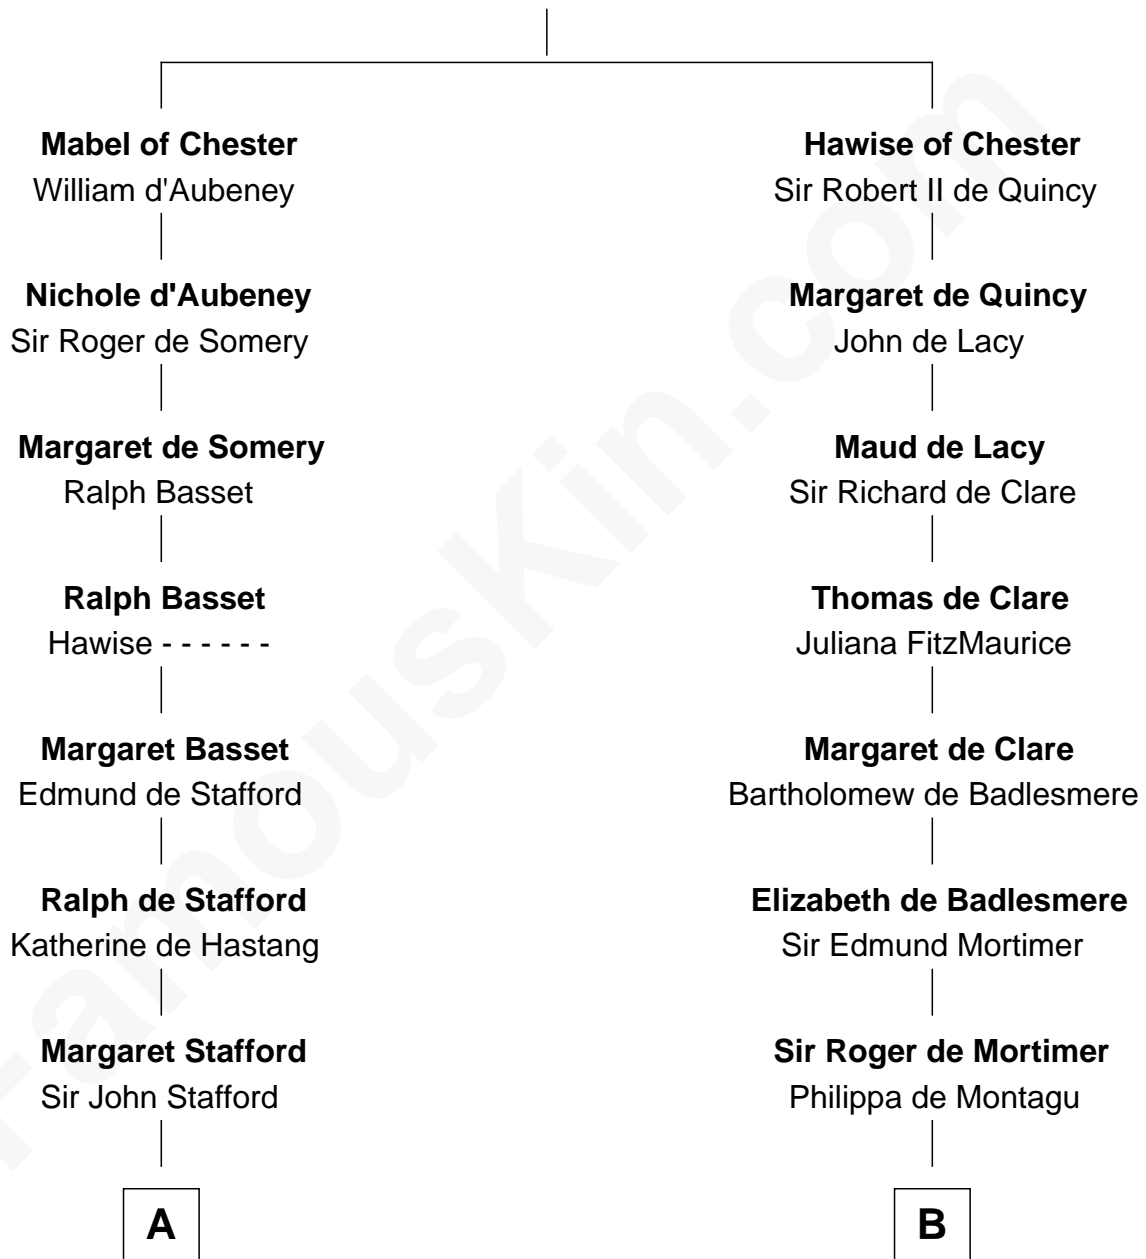 Mabel of Chester
William d'Aubeney
Hawise of Chester
Sir Robert II de Quincy
Nichole d'Aubeney
Sir Roger de Somery
Margaret de Quincy
John de Lacy
Margaret de Somery
Ralph Basset
Maud de Lacy
Sir Richard de Clare
Ralph Basset
Hawise - - - - - -
Thomas de Clare
Juliana FitzMaurice
Margaret Basset
Edmund de Stafford
Margaret de Clare
Bartholomew de Badlesmere
Ralph de Stafford
Katherine de Hastang
Elizabeth de Badlesmere
Sir Edmund Mortimer
Margaret Stafford
Sir John Stafford
Sir Roger de Mortimer
Philippa de Montagu
A
B
FamousKin.com